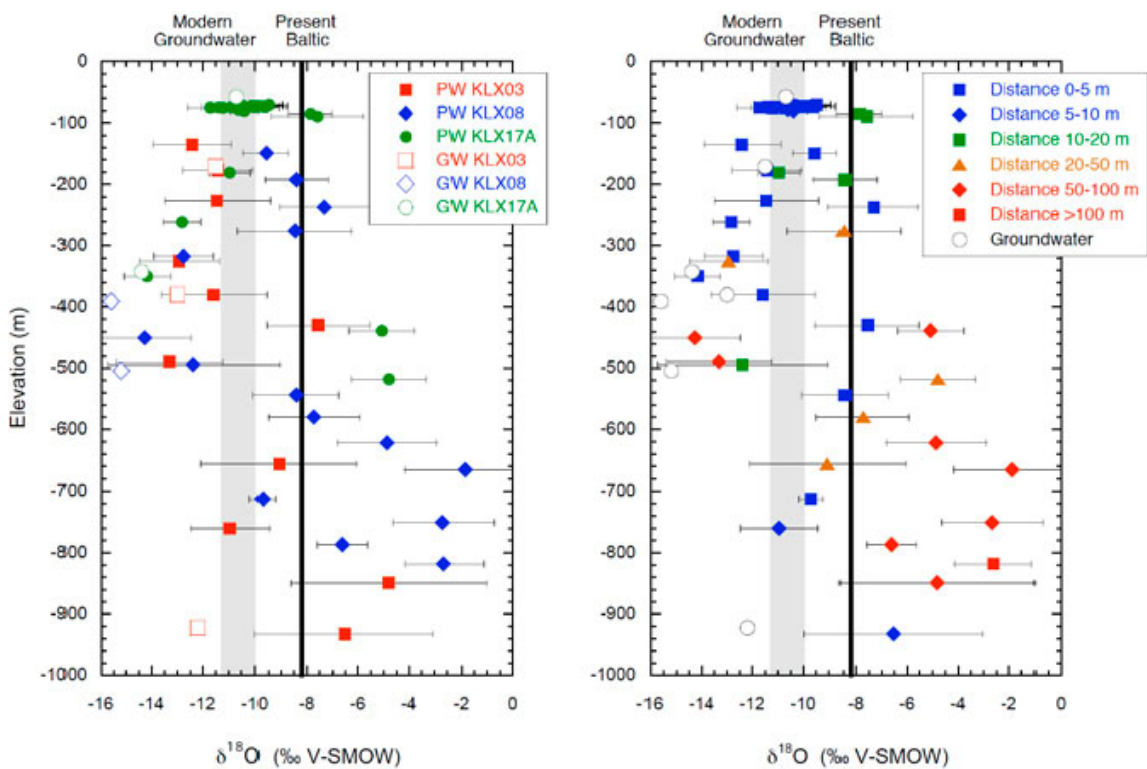 Modern
Groundwater
Present
Baltic
0
-100
-200
-300
-400
-500
-600
-700
-800
-900
-1000
Elevation (m)
-16 -14 -12 -10 -8 -6 -4 -2 0
δ18O (‰ V-SMOW)
PW KLX03
PW KLX08
PW KLX17A
GW KLX03
GW KLX08
GW KLX17A
Modern
Groundwater
Present
Baltic
0
-100
-200
-300
-400
-500
-600
-700
-800
-900
-1000
-16 -14 -12 -10 -8 -6 -4 -2 0
δ18O (‰ V-SMOW)
Distance 0-5 m
Distance 5-10 m
Distance 10-20 m
Distance 20-50 m
Distance 50-100 m
Distance >100 m
Groundwater